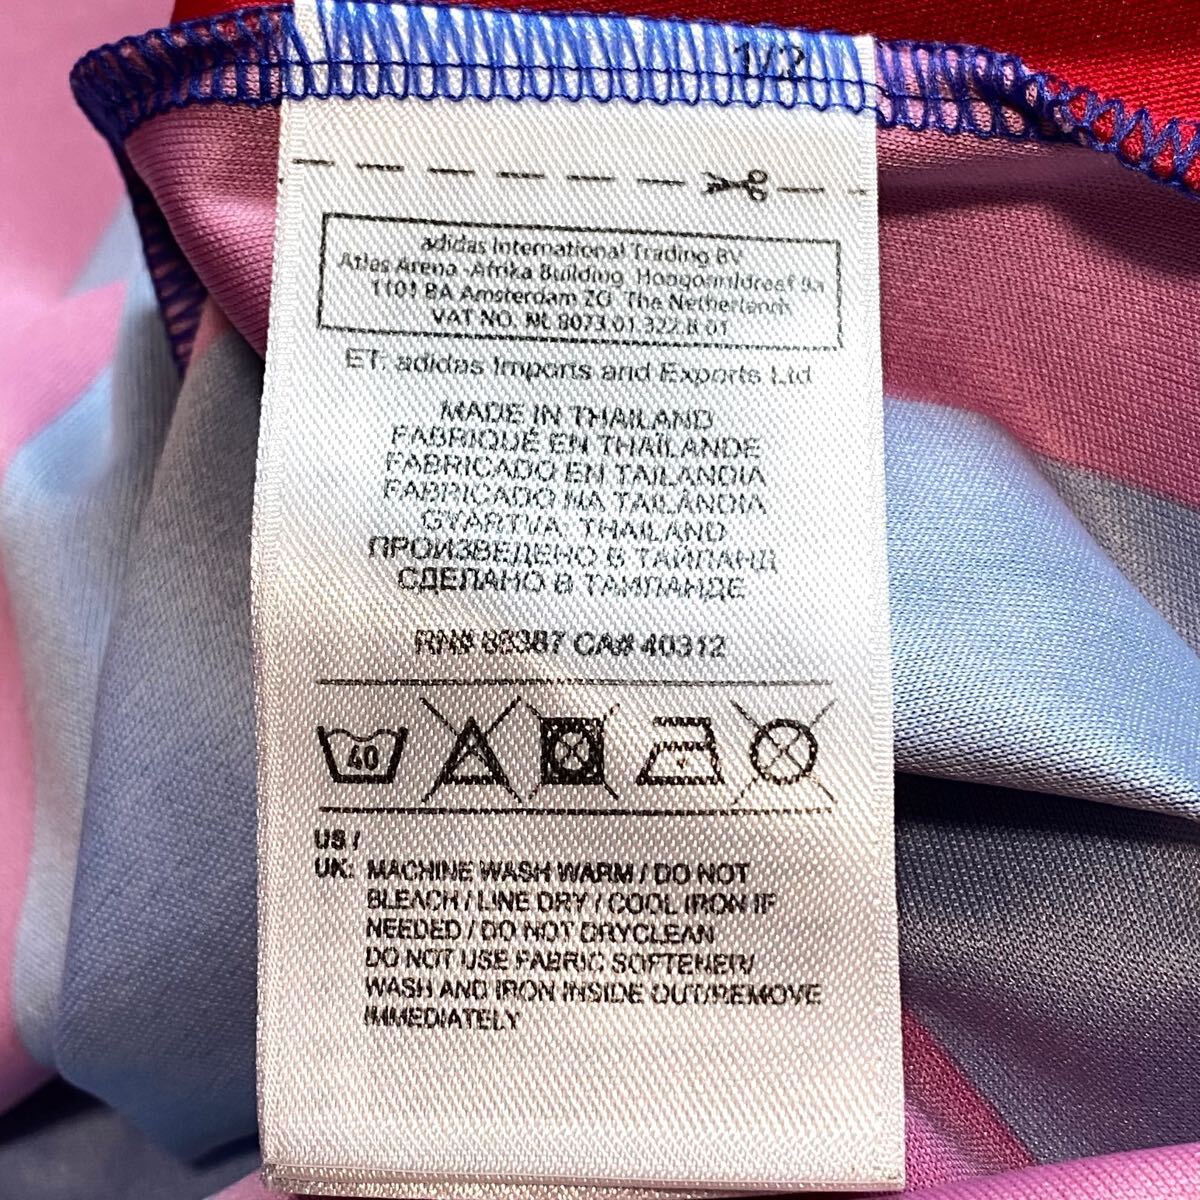 1/2
adidas International Trading BV
Atlas Arena -Afrika Building, Hoogoorddreef 9a
1101 BA Amsterdam ZO, The Netherlands
VAT NO. NL 8073.01.322.B.01
ET: adidas Imports and Exports Ltd
MADE IN THAILAND
FABRIQUÉ EN THAÏLANDE
FABRICADO EN TAILANDIA
FABRICADO NA TAILÂNDIA
GYÁRTVA: THAILAND
ПРОИЗВЕДЕНО В ТАЙЛАНД
СДЕЛАНО В ТАИЛАНДЕ
RN# 88387 CA# 40312
40
US /
UK: MACHINE WASH WARM / DO NOT
BLEACH / LINE DRY / COOL IRON IF
NEEDED / DO NOT DRYCLEAN
DO NOT USE FABRIC SOFTENER/
WASH AND IRON INSIDE OUT/REMOVE
IMMEDIATELY